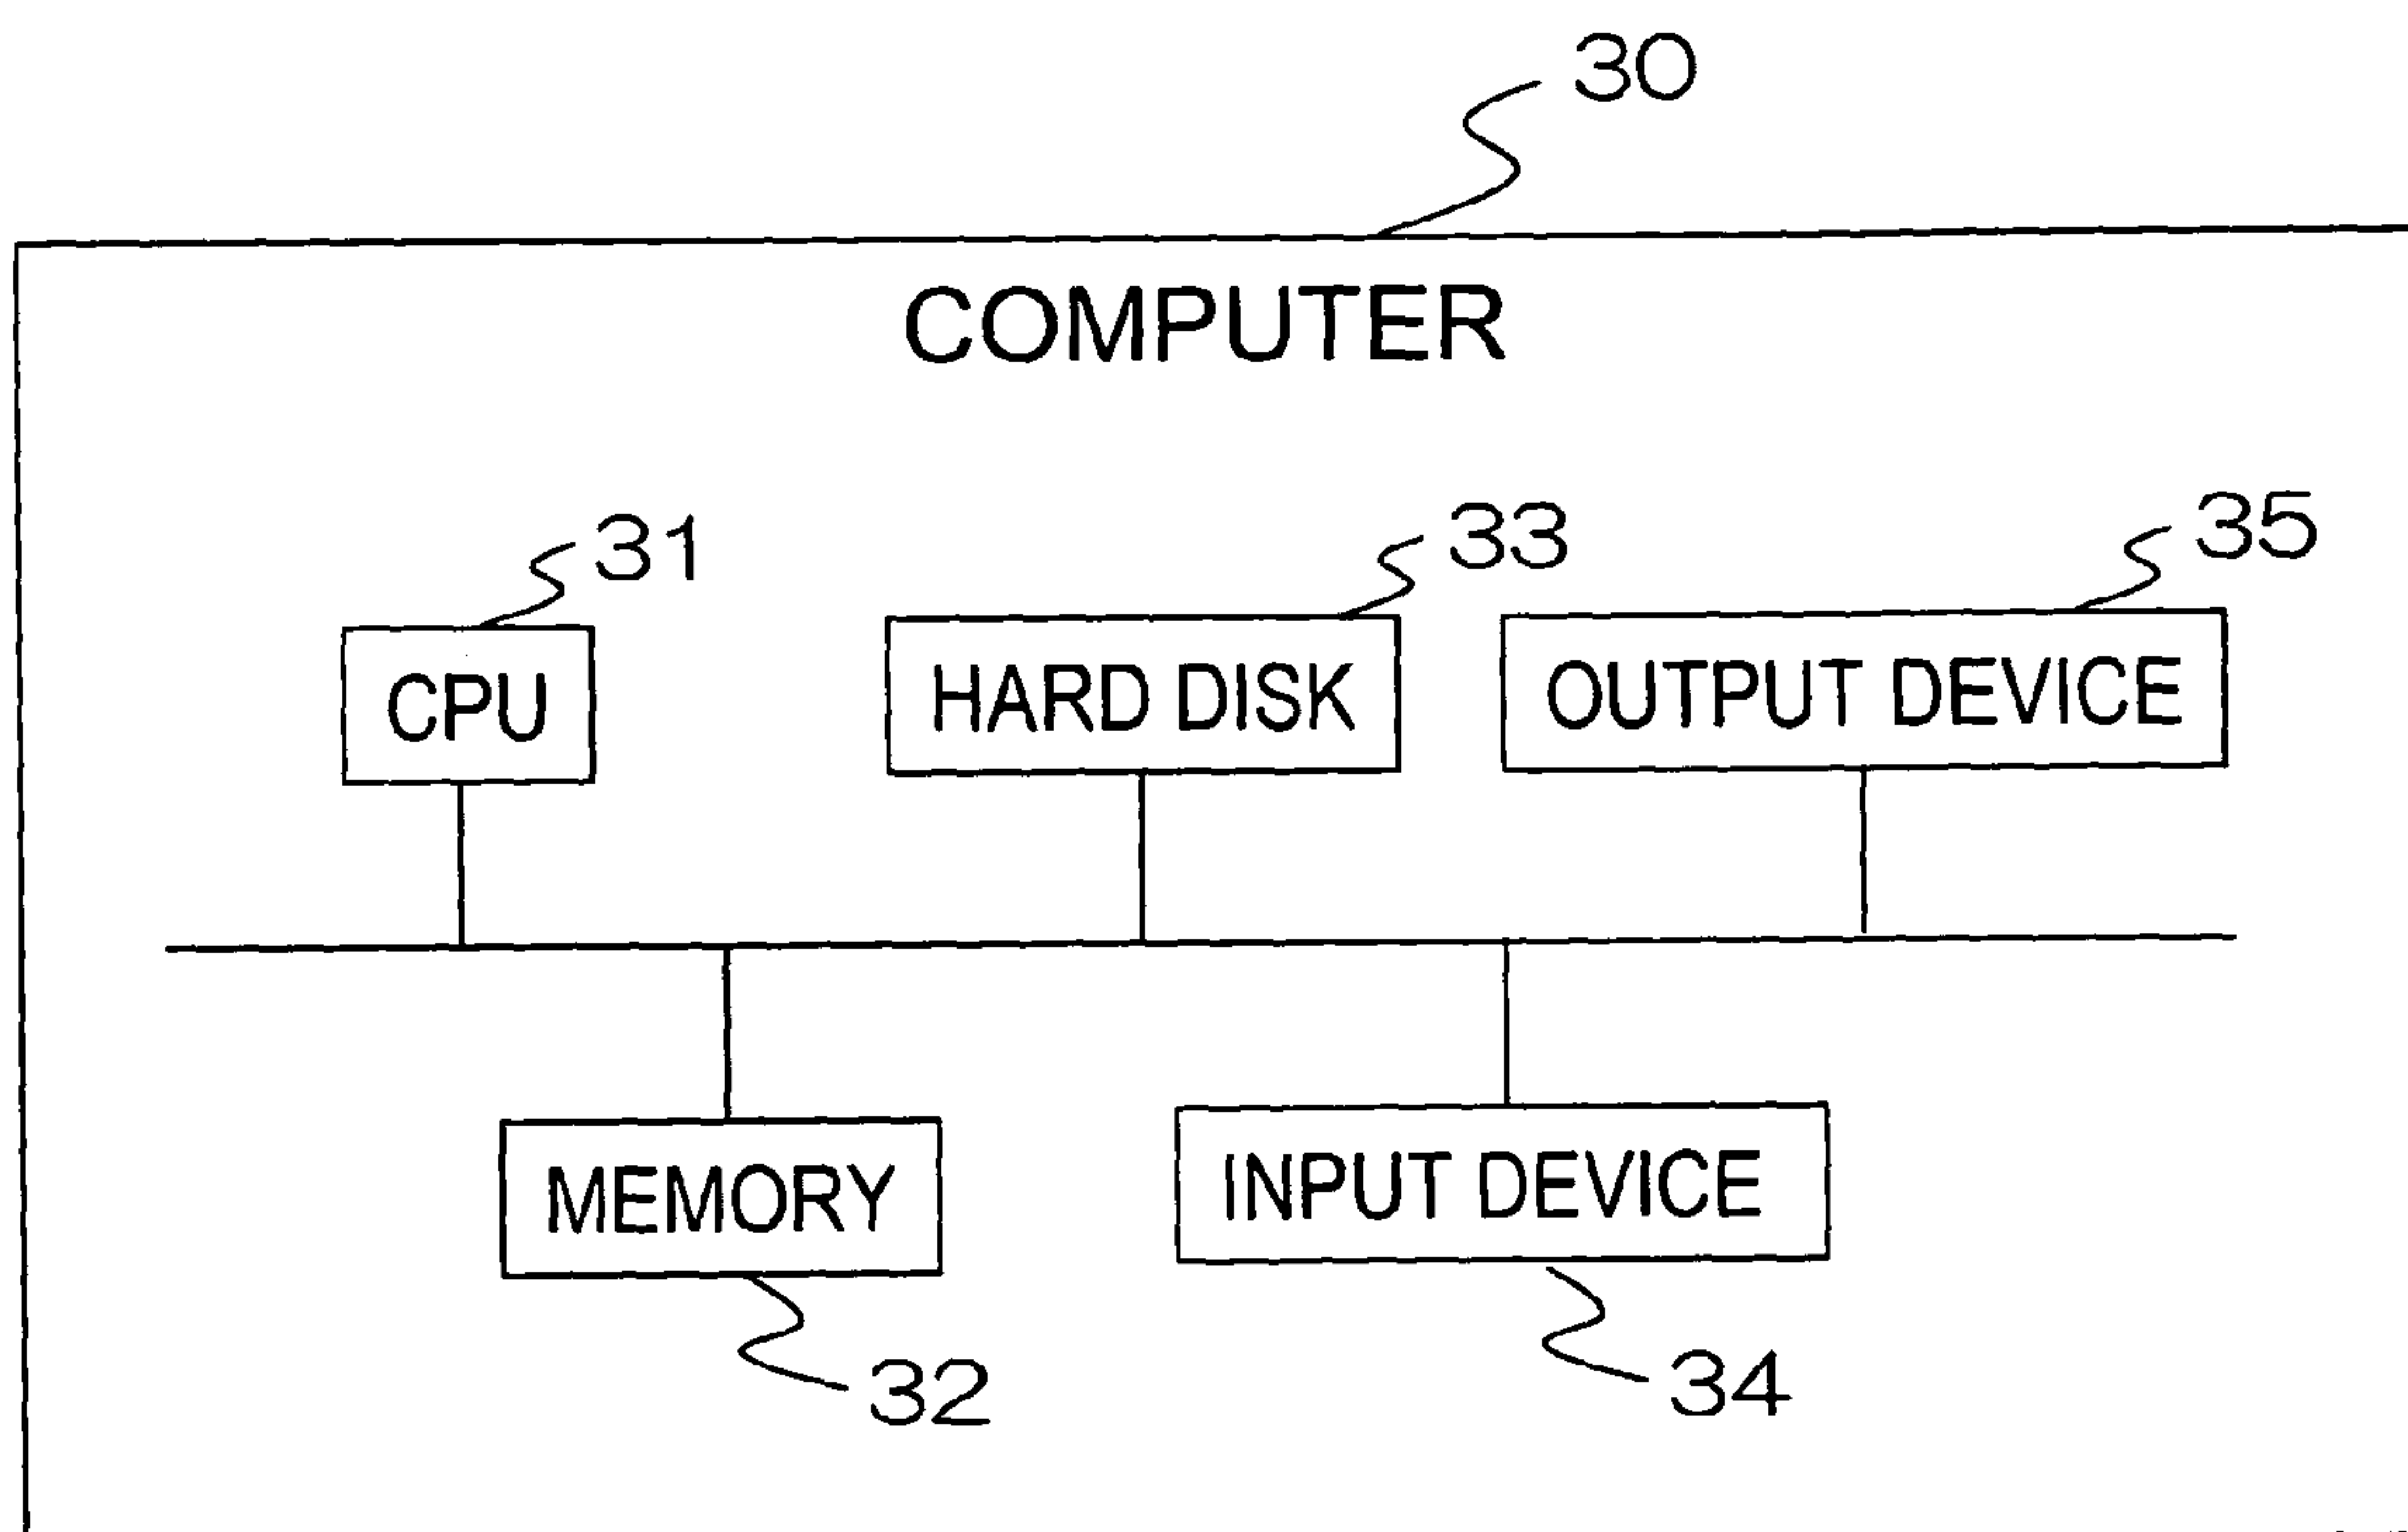 30
COMPUTER
31
33
35
CPU
HARD DISK
OUTPUT DEVICE
MEMORY
INPUT DEVICE
32
34